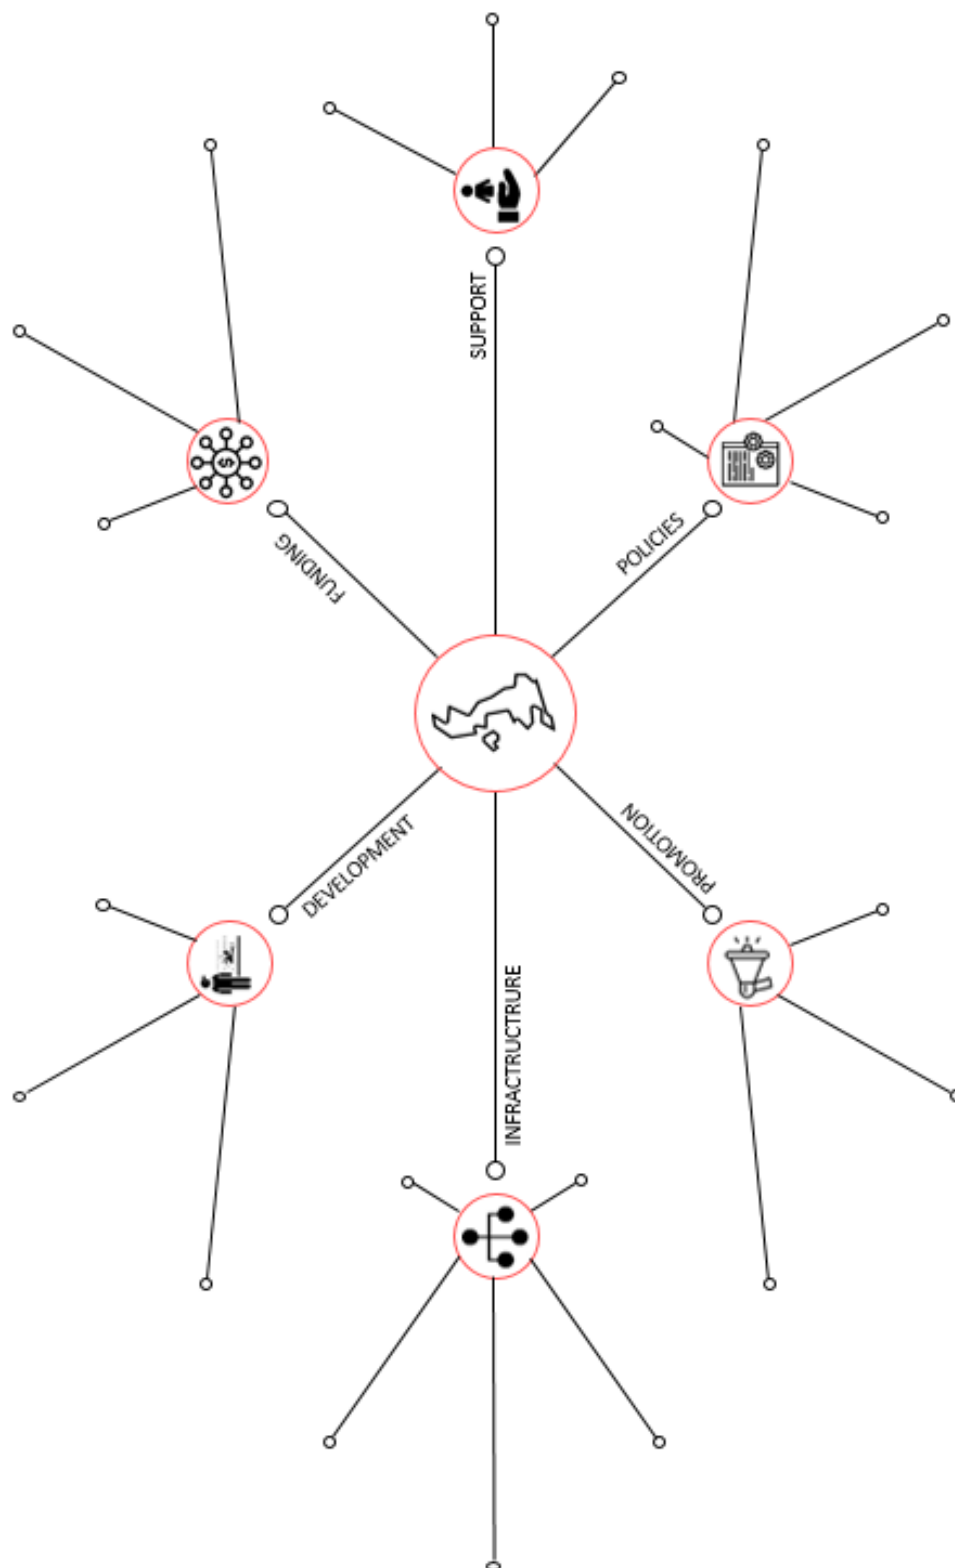 SUPPORT
FUNDING
POLICIES
$
DEVELOPMENT
PROMOTION
INFRACTRUCTRURE